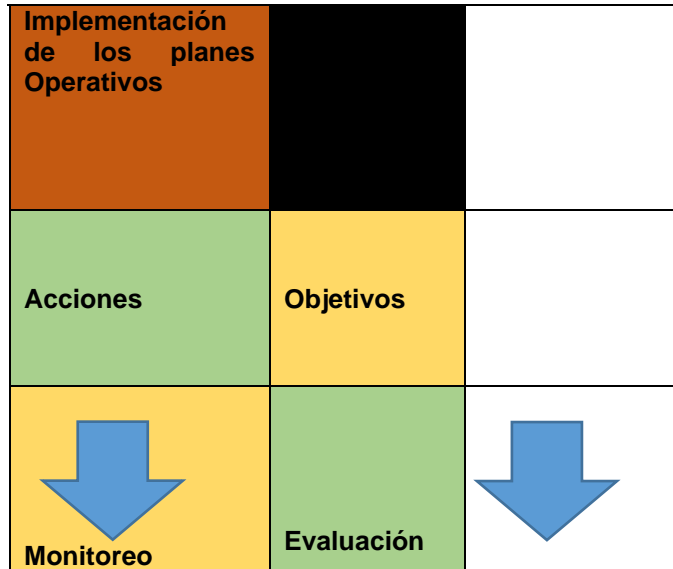 Implementación
de los planes
Operativos
Acciones
Objetivos
Monitoreo
Evaluación